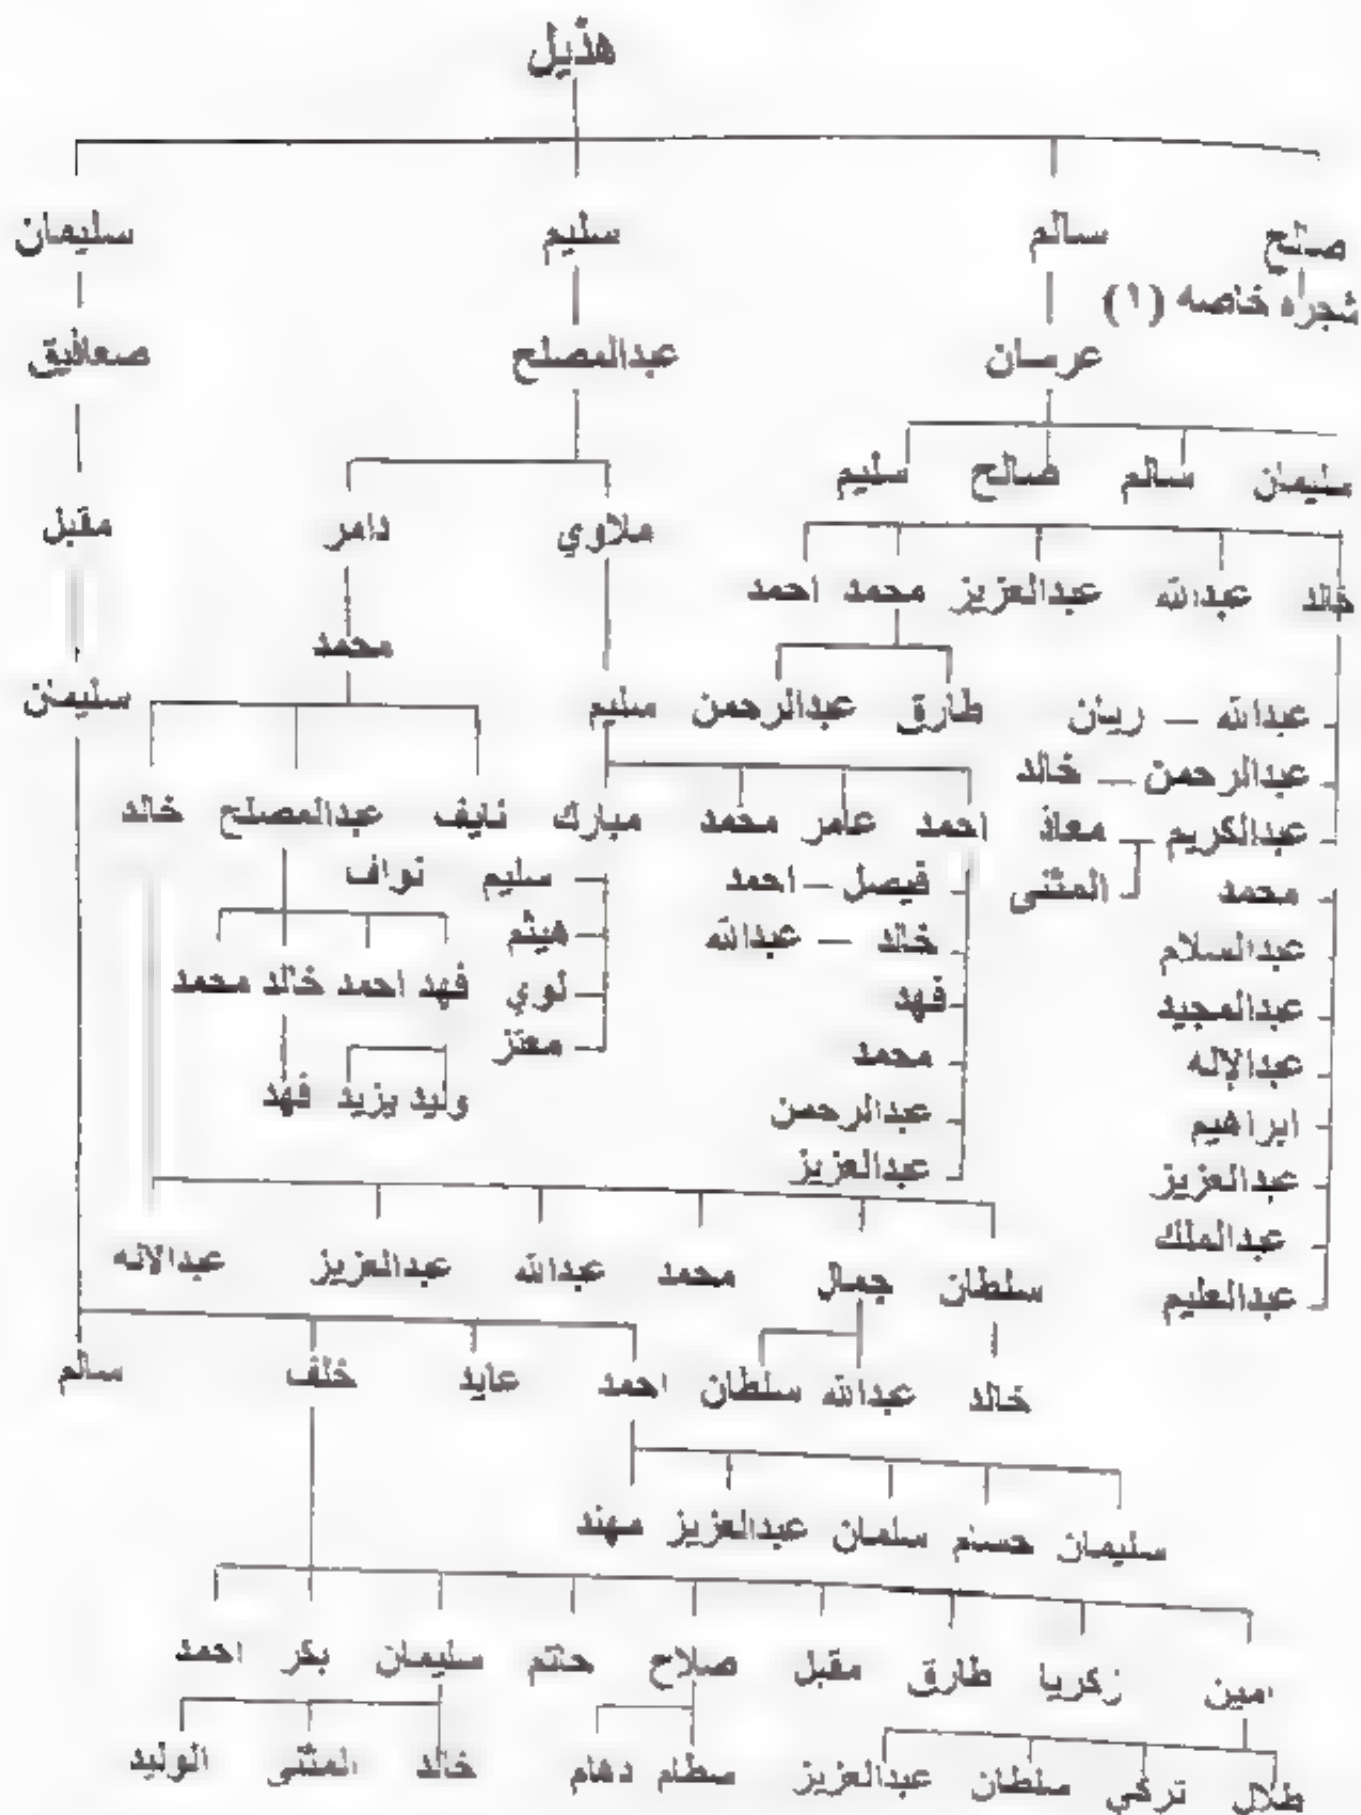 هذيل
صالح سالم سليم سليمان
شجره خاصه (١)
عرسان عبدالمصلح صعافيق
سليمان سالم صالح سليم
ملاوي دامر مقبل
خالد عبدالله عبدالعزيز محمد احمد
محمد
طارق عبدالرحمن سليم سليمان
عبدالله – ريان
عبدالرحمن – خالد
عبدالكريم – معاذ
المثنى
محمد
عبدالسلام
عبدالمجيد
عبدالإله
ابراهيم
عبدالعزيز
عبدالملك
عبدالعليم
احمد عامر محمد مبارك نايف عبدالمصلح خالد
فيصل – احمد
خالد – عبدالله
فهد
محمد
عبدالرحمن
عبدالعزيز
سليم
هيثم
لوي
معتز
نواف
فهد احمد خالد محمد
وليد يزيد فهد
سلطان جمال محمد عبدالله عبدالعزيز عبدالاله
خالد عبدالله سلطان احمد عايد خلف سالم
سليمان حسام سلمان عبدالعزيز مهند
امين زكريا طارق مقبل صلاح حاتم سليمان بكر احمد
طلال تركي سلطان عبدالعزيز سطام دهام خالد المثنى الوليد